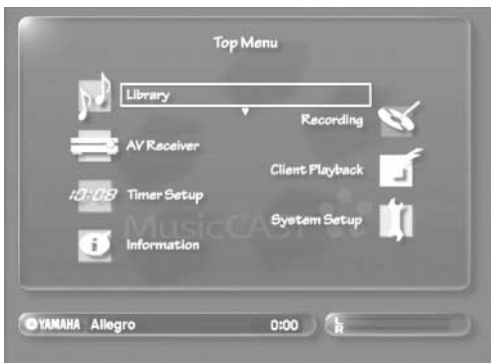 Top Menu
Library
Recording
AV Receiver
Client Playback
10:08 Timer Setup
System Setup
MusicCAST
i Information
YAMAHA Allegro 0:00 L
R